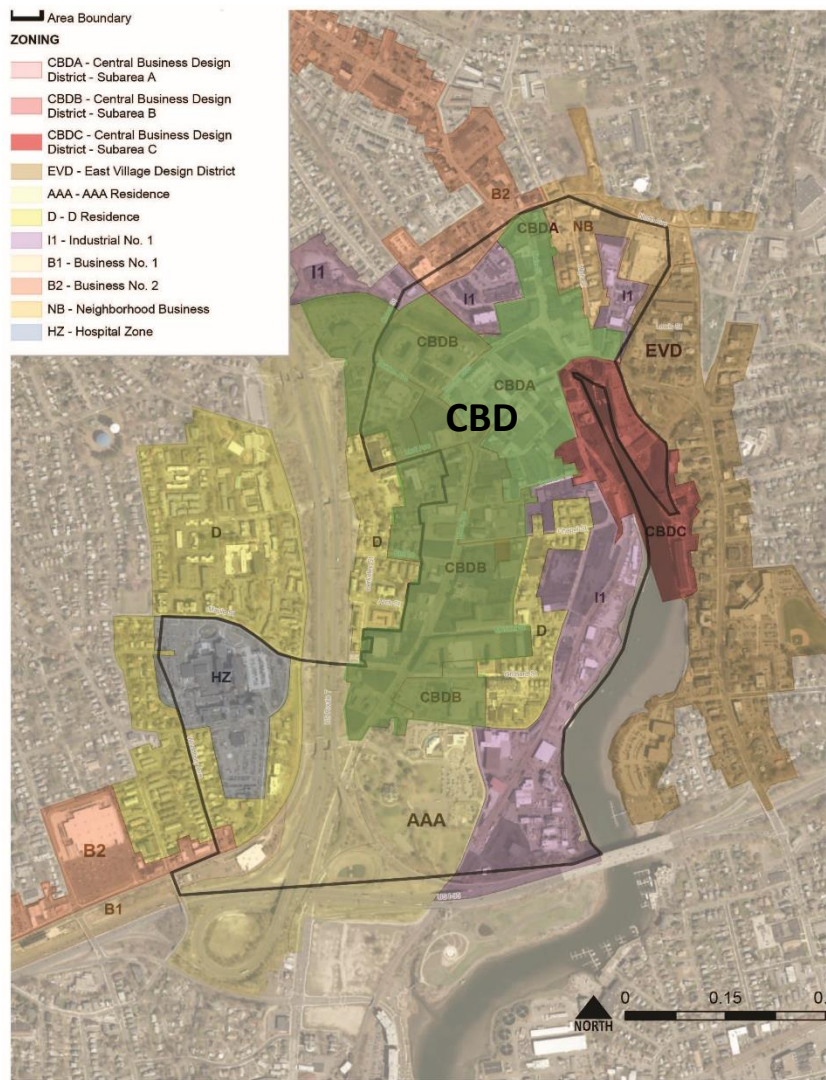 Area Boundary
ZONING
CBDA - Central Business Design
District - Subarea A
CBDB - Central Business Design
District - Subarea B
CBDC - Central Business Design
District - Subarea C
EVD - East Village Design District
AAA - AAA Residence
D - D Residence
I1 - Industrial No. 1
B1 - Business No. 1
B2 - Business No. 2
NB - Neighborhood Business
HZ - Hospital Zone
B2
CBDA
NB
I1
I1
I1
CBDB
EVD
CBDA
CBD
D
D
CBDC
CBDB
I1
D
HZ
CBDB
AAA
B2
B1
NORTH
0
0.15